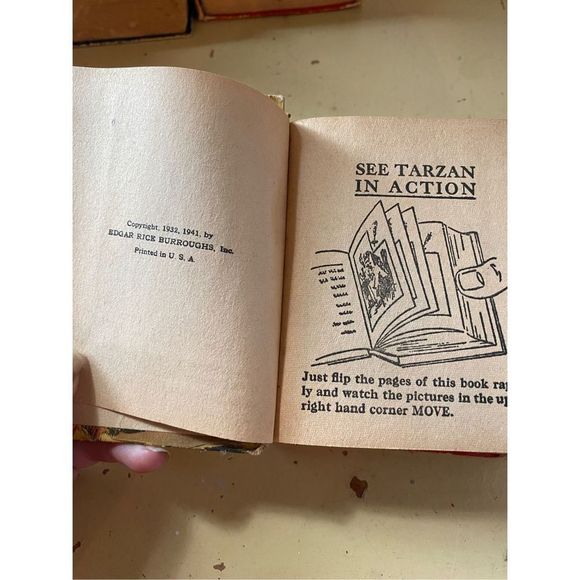 Copyright, 1932, 1941, by
EDGAR RICE BURROUGHS, Inc.
Printed in U. S. A.
SEE TARZAN
IN ACTION
Just flip the pages of this book rap
ly and watch the pictures in the up
right hand corner MOVE.